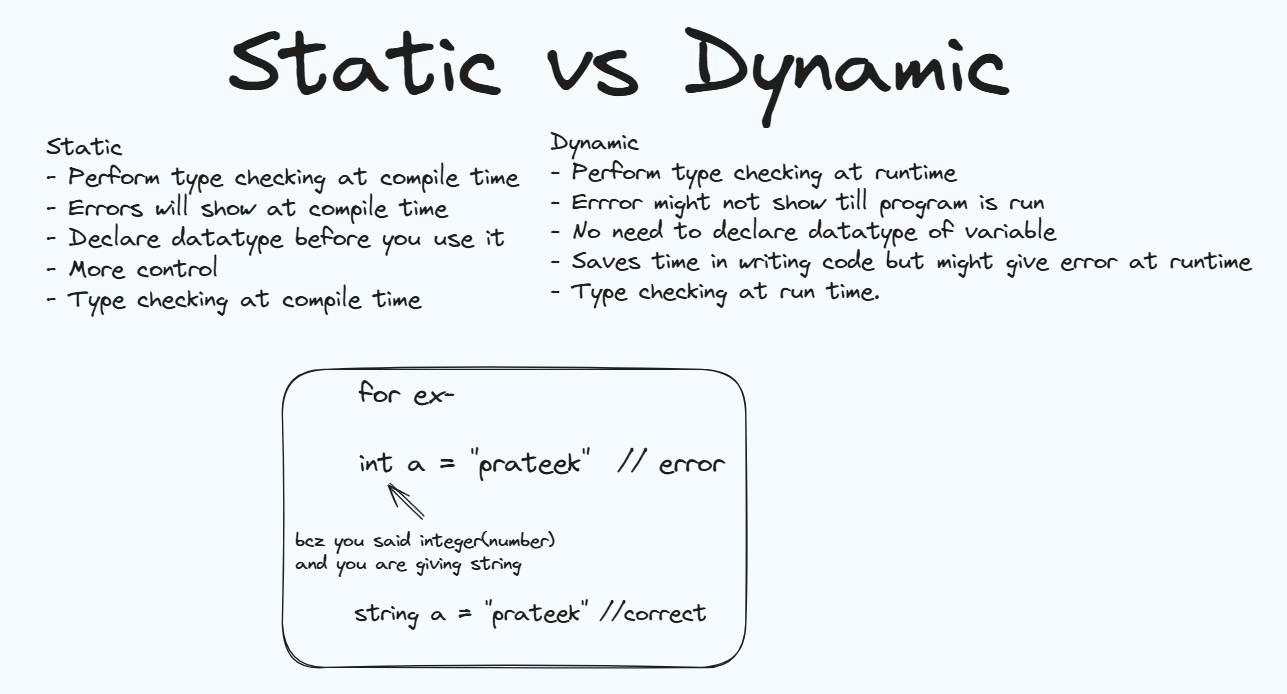 Static vs Dynamic
Static
- Perform type checking at compile time
- Errors will show at compile time
- Declare datatype before you use it
- More control
- Type checking at compile time
Dynamic
- Perform type checking at runtime
- Errror might not show till program is run
- No need to declare datatype of variable
- Saves time in writing code but might give error at runtime
- Type checking at run time.
for ex-
int a = "prateek" // error
bcz you said integer(number)
and you are giving string
string a = "prateek" //correct